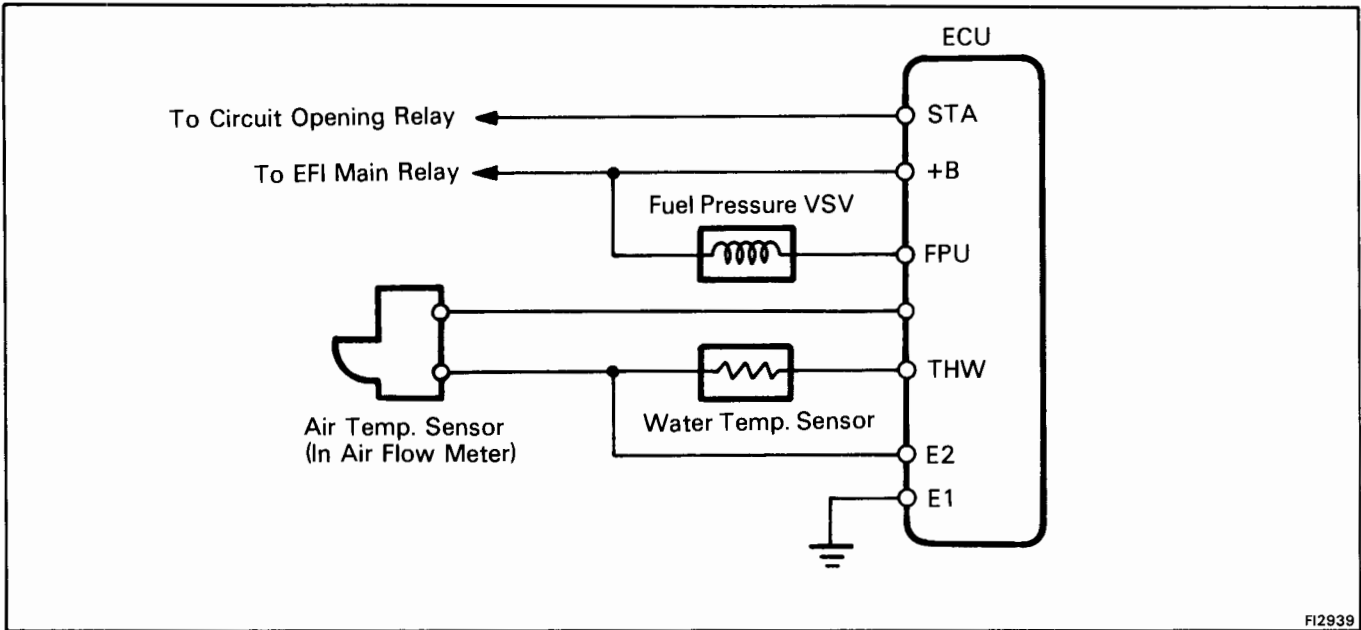 ECU
To Circuit Opening Relay
STA
To EFI Main Relay
+B
Fuel Pressure VSV
FPU
THW
Air Temp. Sensor
(In Air Flow Meter)
Water Temp. Sensor
E2
E1
FI2939